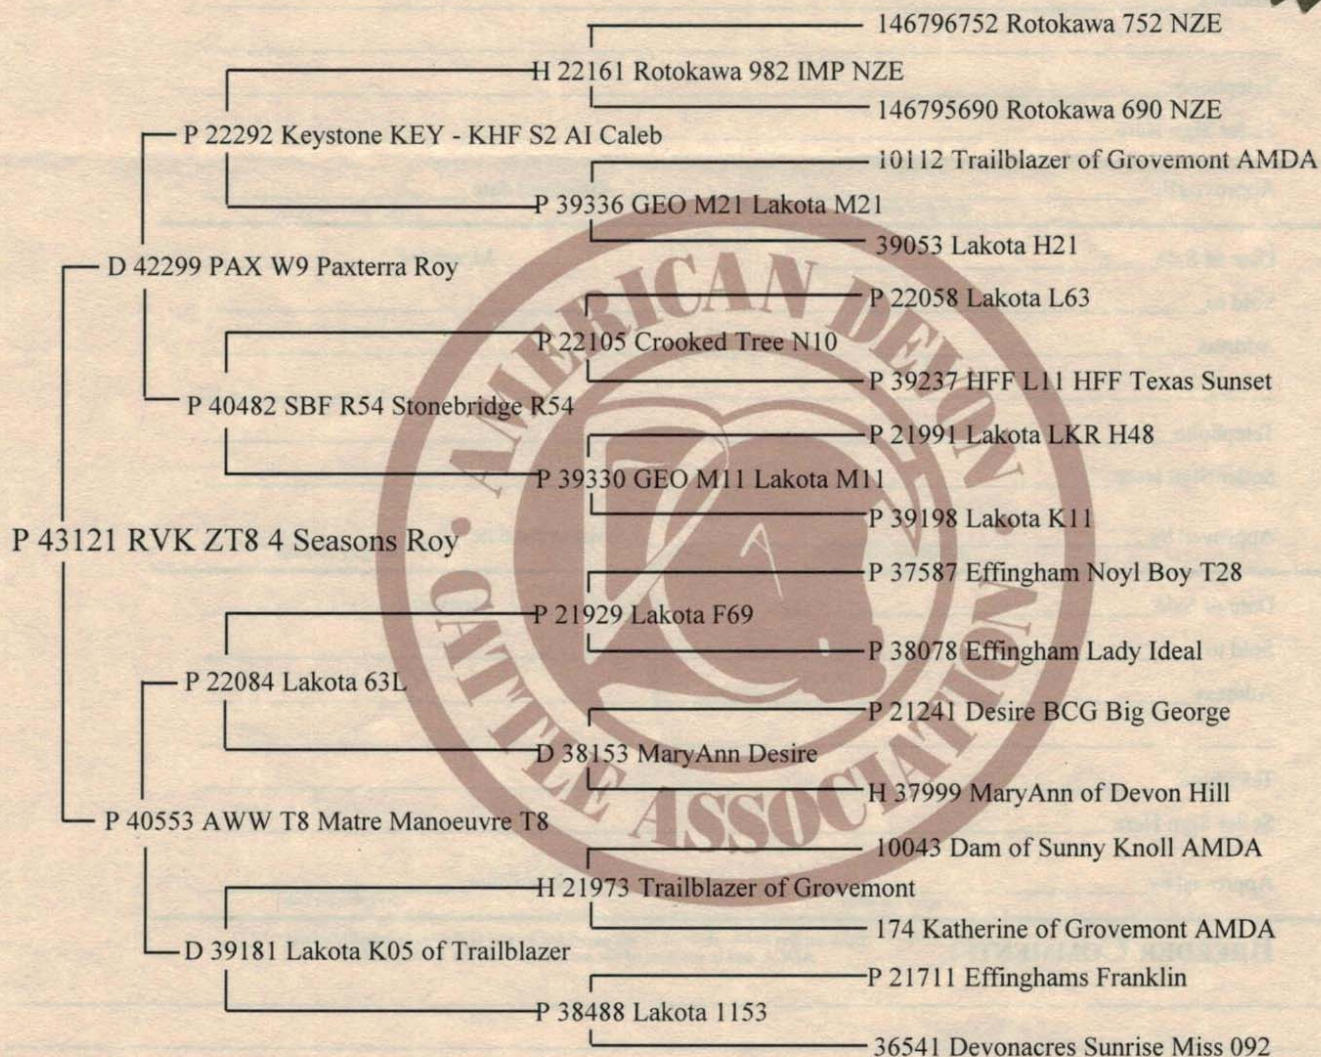 146796752 Rotokawa 752 NZE
H 22161 Rotokawa 982 IMP NZE
146795690 Rotokawa 690 NZE
P 22292 Keystone KEY - KHF S2 AI Caleb
10112 Trailblazer of Grovemont AMDA
P 39336 GEO M21 Lakota M21
39053 Lakota H21
D 42299 PAX W9 Paxterra Roy
P 22058 Lakota L63
P 22105 Crooked Tree N10
P 39237 HFF L11 HFF Texas Sunset
P 40482 SBF R54 Stonebridge R54
P 21991 Lakota LKR H48
P 39330 GEO M11 Lakota M11
P 39198 Lakota K11
P 43121 RVK ZT8 4 Seasons Roy
P 37587 Effingham Noyl Boy T28
P 21929 Lakota F69
P 38078 Effingham Lady Ideal
P 22084 Lakota 63L
P 21241 Desire BCG Big George
D 38153 MaryAnn Desire
H 37999 MaryAnn of Devon Hill
P 40553 AWW T8 Matre Manoeuvre T8
10043 Dam of Sunny Knoll AMDA
H 21973 Trailblazer of Grovemont
174 Katherine of Grovemont AMDA
D 39181 Lakota K05 of Trailblazer
P 21711 Effinghams Franklin
P 38488 Lakota 1153
36541 Devonacres Sunrise Miss 092
AMERICAN DEVON
CATTLE ASSOCIATION